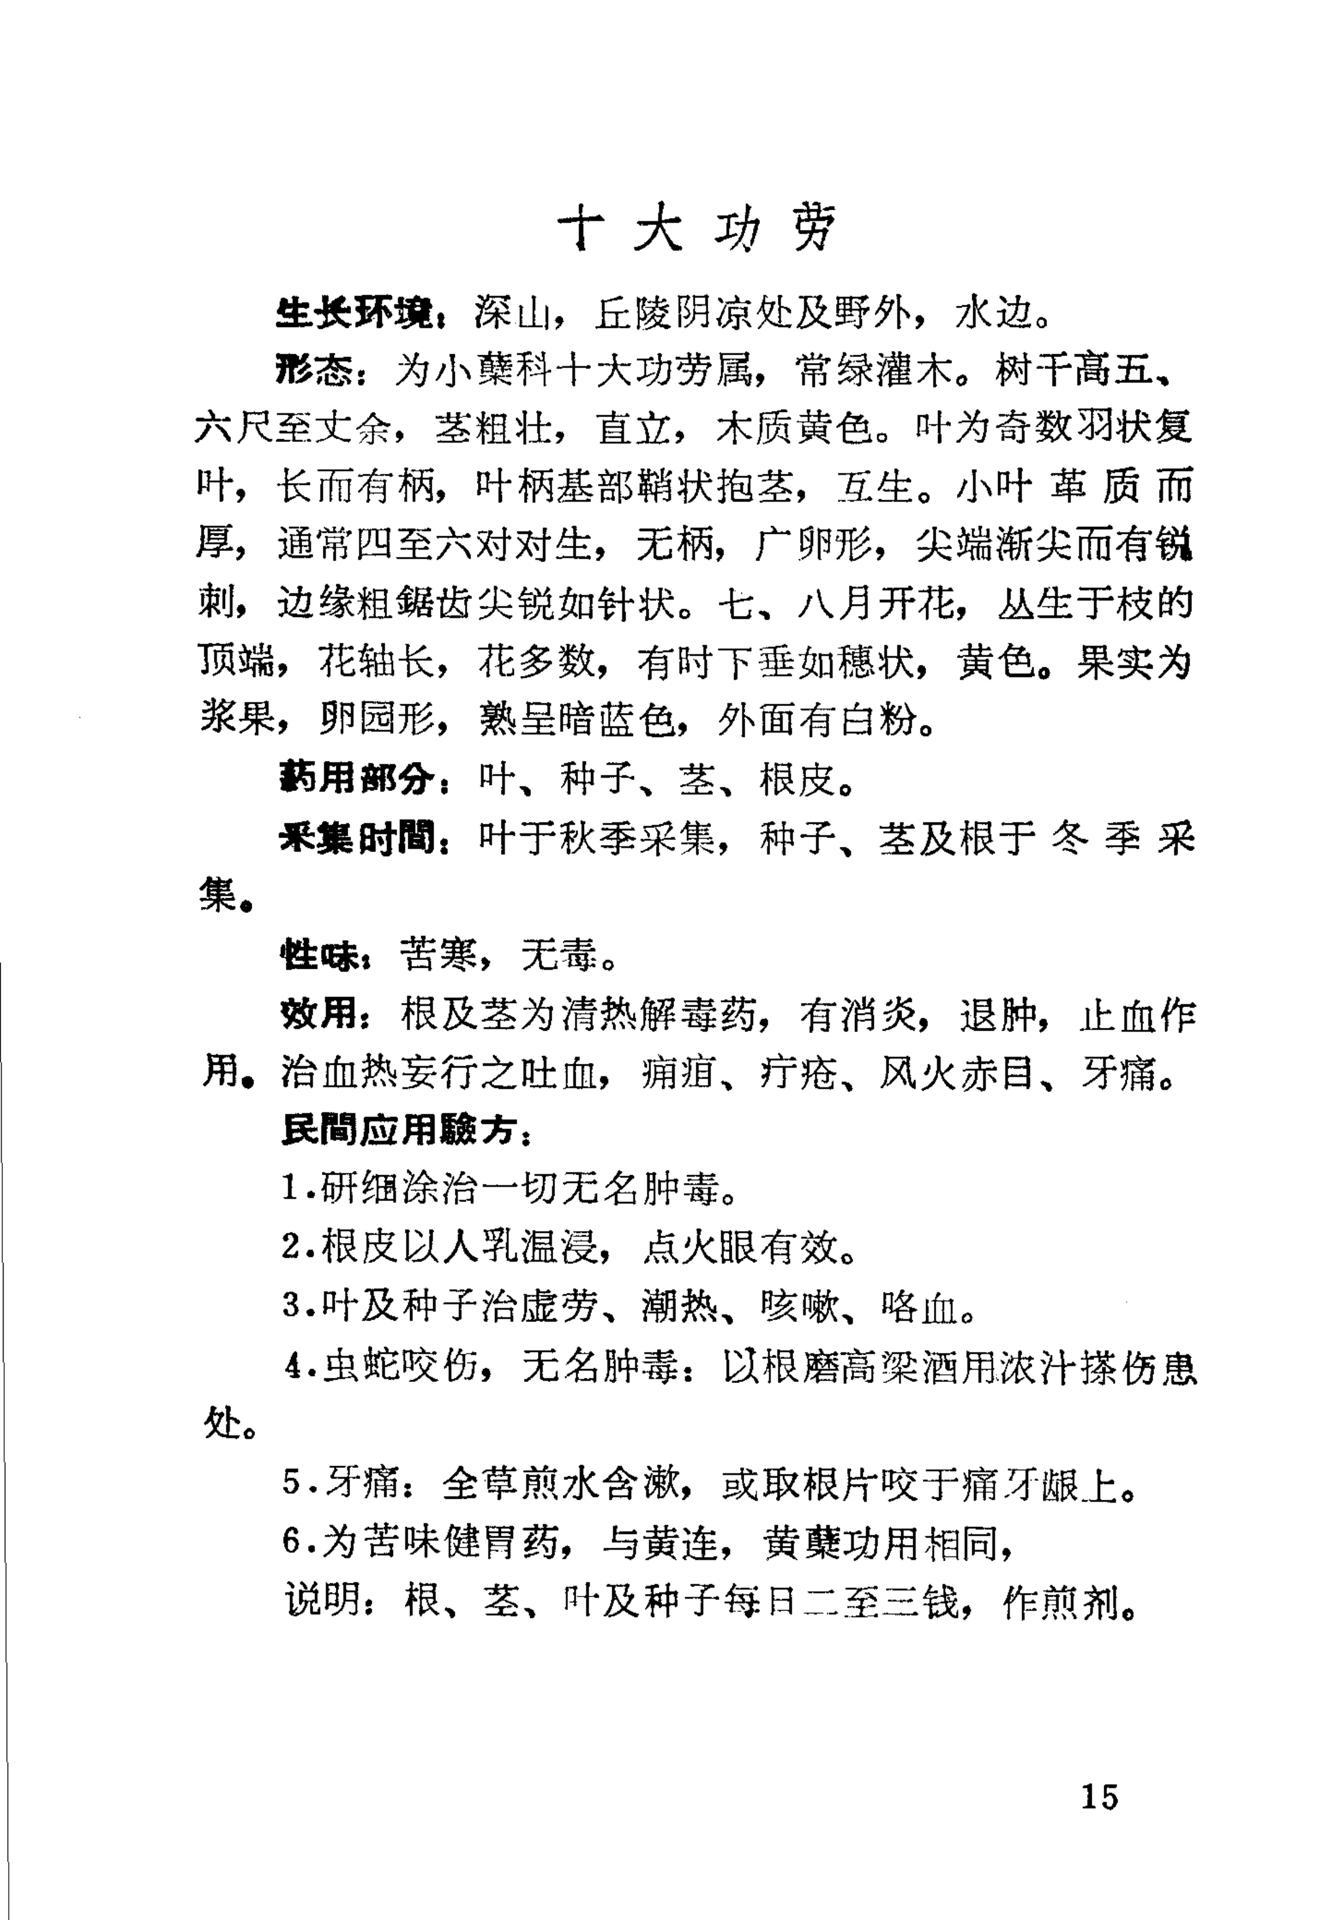 十大功劳
生长环境：深山，丘陵阴凉处及野外，水边。
形态：为小蘖科十大功劳属，常绿灌木。树干高五、
六尺至丈余，茎粗壮，直立，木质黄色。叶为奇数羽状复
叶，长而有柄，叶柄基部鞘状抱茎，互生。小叶革质而
厚，通常四至六对对生，无柄，广卵形，尖端渐尖而有锐
刺，边缘粗鋸齿尖锐如针状。七、八月开花，丛生于枝的
顶端，花轴长，花多数，有时下垂如穗状，黄色。果实为
浆果，卵园形，熟呈暗蓝色，外面有白粉。
药用部分：叶、种子、茎、根皮。
采集时間：叶于秋季采集，种子、茎及根于冬季采
集。
性味：苦寒，无毒。
效用：根及茎为清热解毒药，有消炎，退肿，止血作
用。治血热妄行之吐血，痈疽、疔疮、风火赤目、牙痛。
民間应用驗方：
1.研细涂治一切无名肿毒。
2.根皮以人乳温浸，点火眼有效。
3.叶及种子治虚劳、潮热、咳嗽、咯血。
4.虫蛇咬伤，无名肿毒：以根磨高梁酒用浓汁搽伤患
处。
5.牙痛：全草煎水含漱，或取根片咬于痛牙龈上。
6.为苦味健胃药，与黄连，黄蘖功用相同，
说明：根、茎、叶及种子每日二至三钱，作煎剂。
15